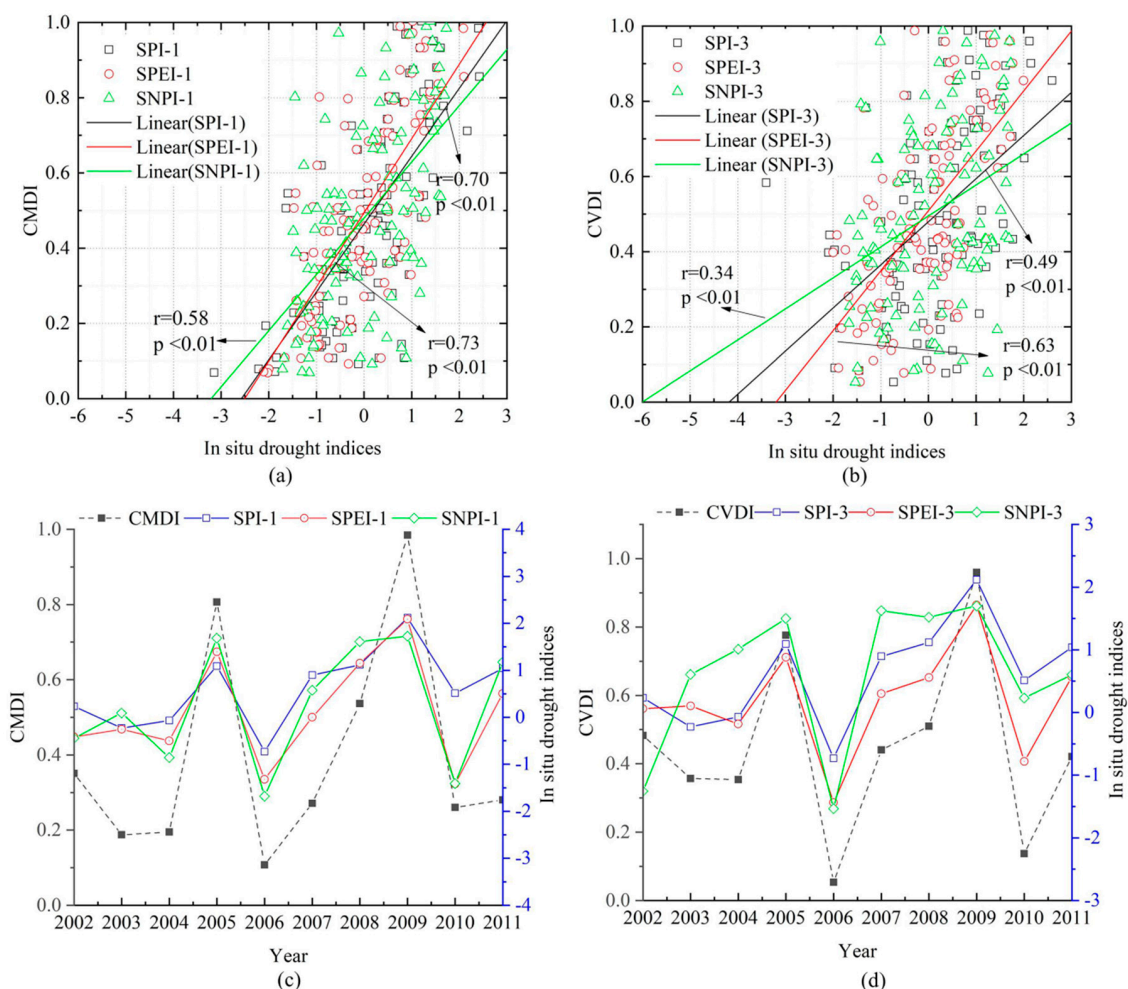 SPI-1
SPEI-1
SNPI-1
Linear(SPI-1)
Linear(SPEI-1)
Linear(SNPI-1)
r=0.70
p <0.01
r=0.58
p <0.01
r=0.73
p <0.01
CMDI
1.0
0.8
0.6
0.4
0.2
0.0
-6 -5 -4 -3 -2 -1 0 1 2 3
In situ drought indices
(a)
SPI-3
SPEI-3
SNPI-3
Linear (SPI-3)
Linear (SPEI-3)
Linear (SNPI-3)
r=0.34
p <0.01
r=0.49
p <0.01
r=0.63
p <0.01
CVDI
1.0
0.8
0.6
0.4
0.2
0.0
-6 -5 -4 -3 -2 -1 0 1 2 3
In situ drought indices
(b)
CMDI SPI-1 SPEI-1 SNPI-1
CMDI
1.0
0.8
0.6
0.4
0.2
0.0
4
3
2
1
0
-1
-2
-3
-4
In situ drought indices
2002 2003 2004 2005 2006 2007 2008 2009 2010 2011
Year
(c)
CVDI SPI-3 SPEI-3 SNPI-3
CVDI
1.0
0.8
0.6
0.4
0.2
0.0
3
2
1
0
-1
-2
-3
In situ drought indices
2002 2003 2004 2005 2006 2007 2008 2009 2010 2011
Year
(d)